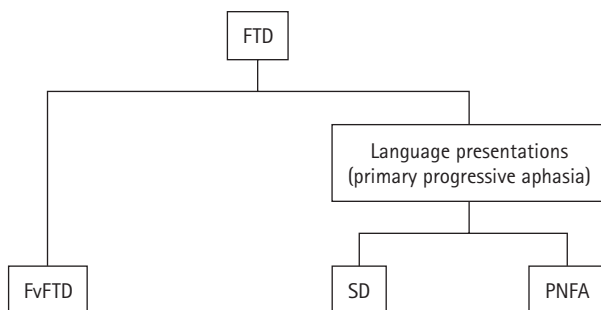 FTD
Language presentations
(primary progressive aphasia)
FvFTD
SD
PNFA